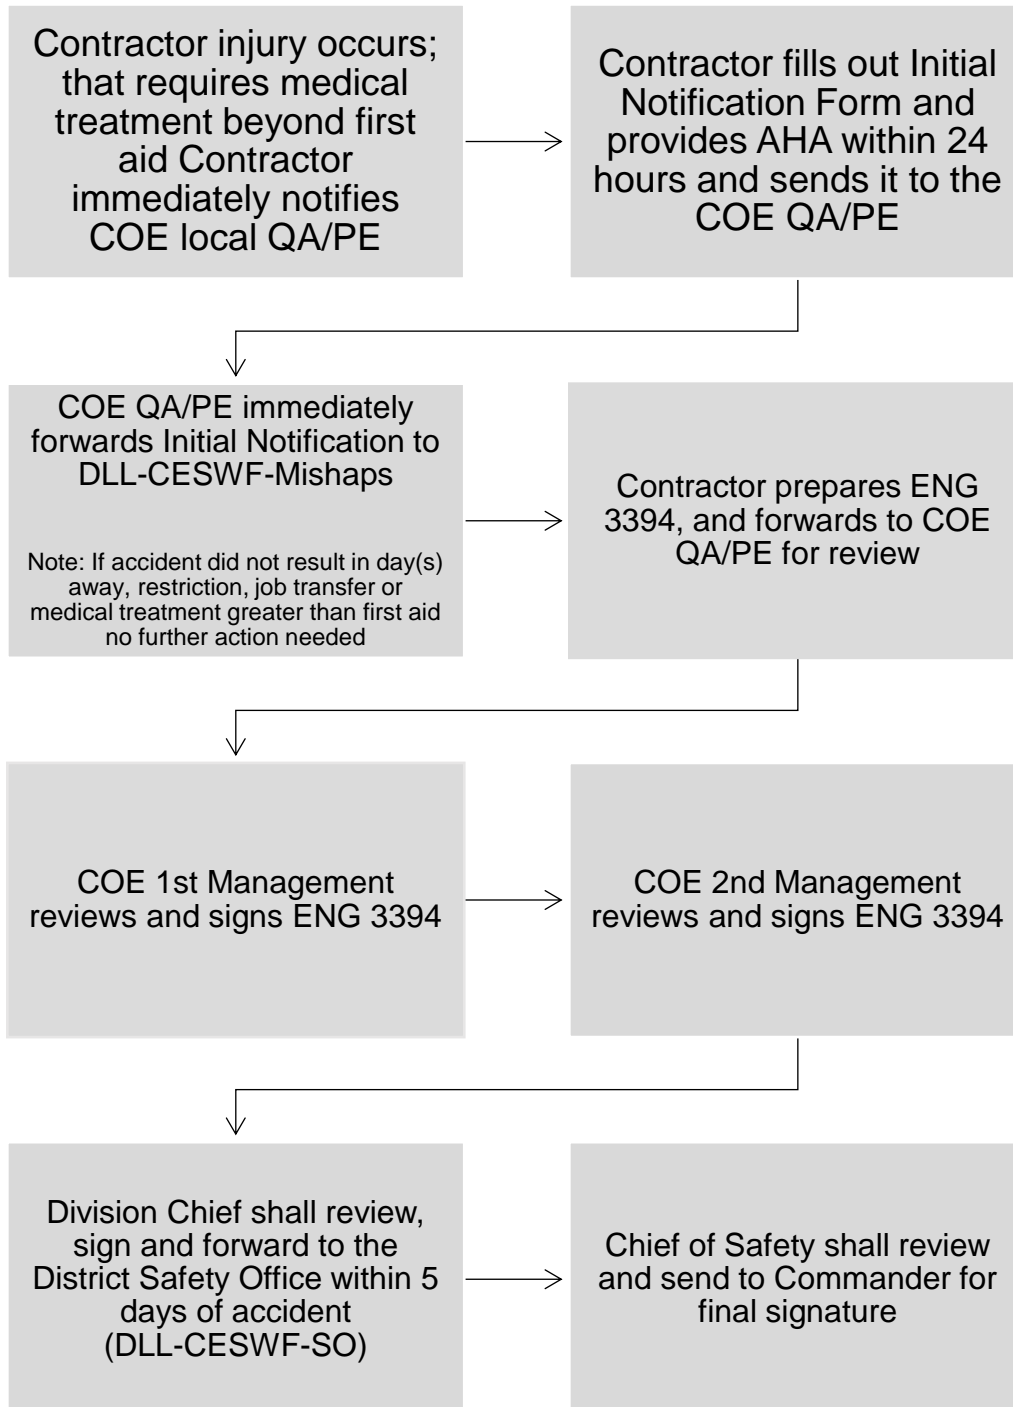 Contractor injury occurs;
that requires medical
treatment beyond first
aid Contractor
immediately notifies
COE local QA/PE
Contractor fills out Initial
Notification Form and
provides AHA within 24
hours and sends it to the
COE QA/PE
COE QA/PE immediately
forwards Initial Notification to
DLL-CESWF-Mishaps
Note: If accident did not result in day(s)
away, restriction, job transfer or
medical treatment greater than first aid
no further action needed
Contractor prepares ENG
3394, and forwards to COE
QA/PE for review
COE 1st Management
reviews and signs ENG 3394
COE 2nd Management
reviews and signs ENG 3394
Division Chief shall review,
sign and forward to the
District Safety Office within 5
days of accident
(DLL-CESWF-SO)
Chief of Safety shall review
and send to Commander for
final signature